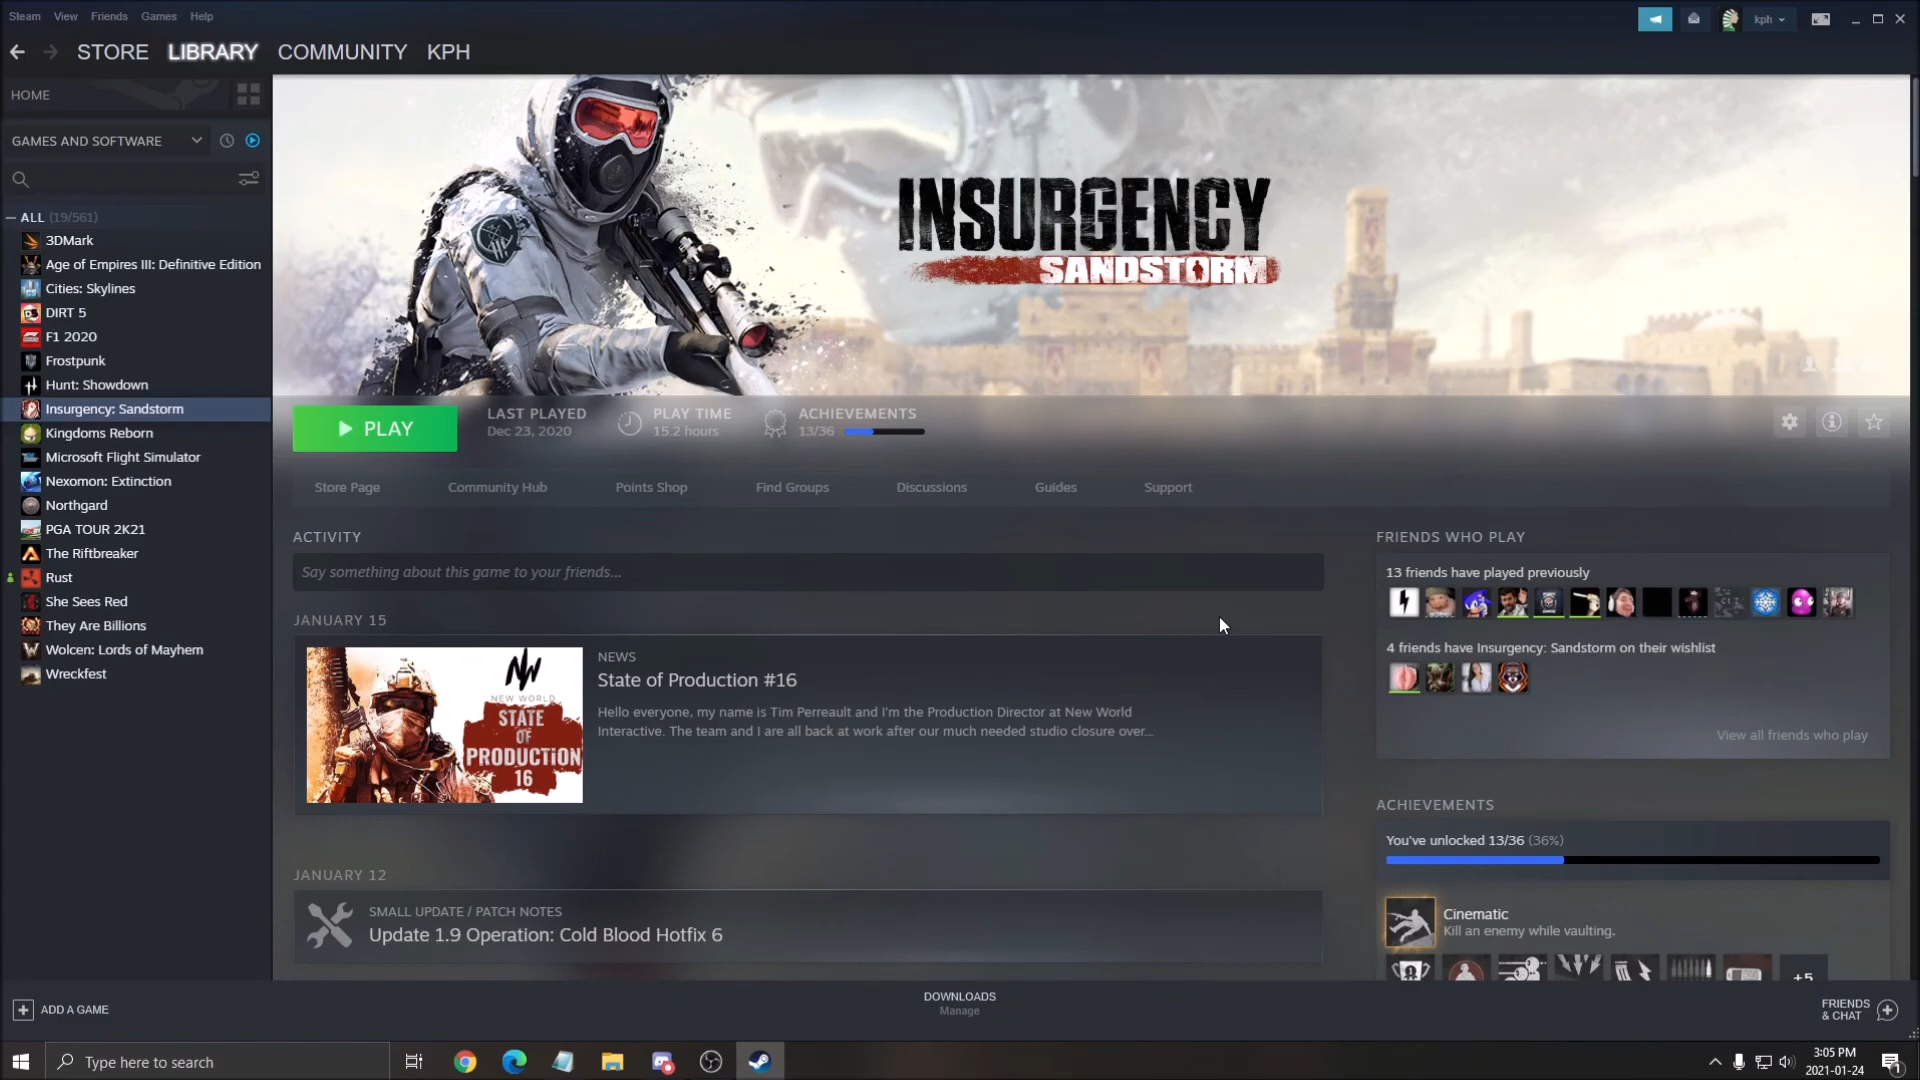 Steam View Friends Games Help
kph
STORE LIBRARY COMMUNITY KPH
HOME
GAMES AND SOFTWARE
ALL (19/561)
3DMark
Age of Empires III: Definitive Edition
Cities: Skylines
DIRT 5
F1 2020
Frostpunk
Hunt: Showdown
Insurgency: Sandstorm
Kingdoms Reborn
Microsoft Flight Simulator
Nexomon: Extinction
Northgard
PGA TOUR 2K21
The Riftbreaker
Rust
She Sees Red
They Are Billions
Wolcen: Lords of Mayhem
Wreckfest
INSURGENCY
SANDSTORM
PLAY
LAST PLAYED
Dec 23, 2020
PLAY TIME
15.2 hours
ACHIEVEMENTS
13/36
Store Page Community Hub Points Shop Find Groups Discussions Guides Support
ACTIVITY
Say something about this game to your friends...
JANUARY 15
NEW WORLD
STATE
OF
PRODUCTION
16
NEWS
State of Production #16
Hello everyone, my name is Tim Perreault and I'm the Production Director at New World
Interactive. The team and I are all back at work after our much needed studio closure over...
JANUARY 12
SMALL UPDATE / PATCH NOTES
Update 1.9 Operation: Cold Blood Hotfix 6
FRIENDS WHO PLAY
13 friends have played previously
4 friends have Insurgency: Sandstorm on their wishlist
View all friends who play
ACHIEVEMENTS
You've unlocked 13/36 (36%)
Cinematic
Kill an enemy while vaulting.
+5
ADD A GAME
DOWNLOADS
Manage
FRIENDS
& CHAT
Type here to search
3:05 PM
2021-01-24
1